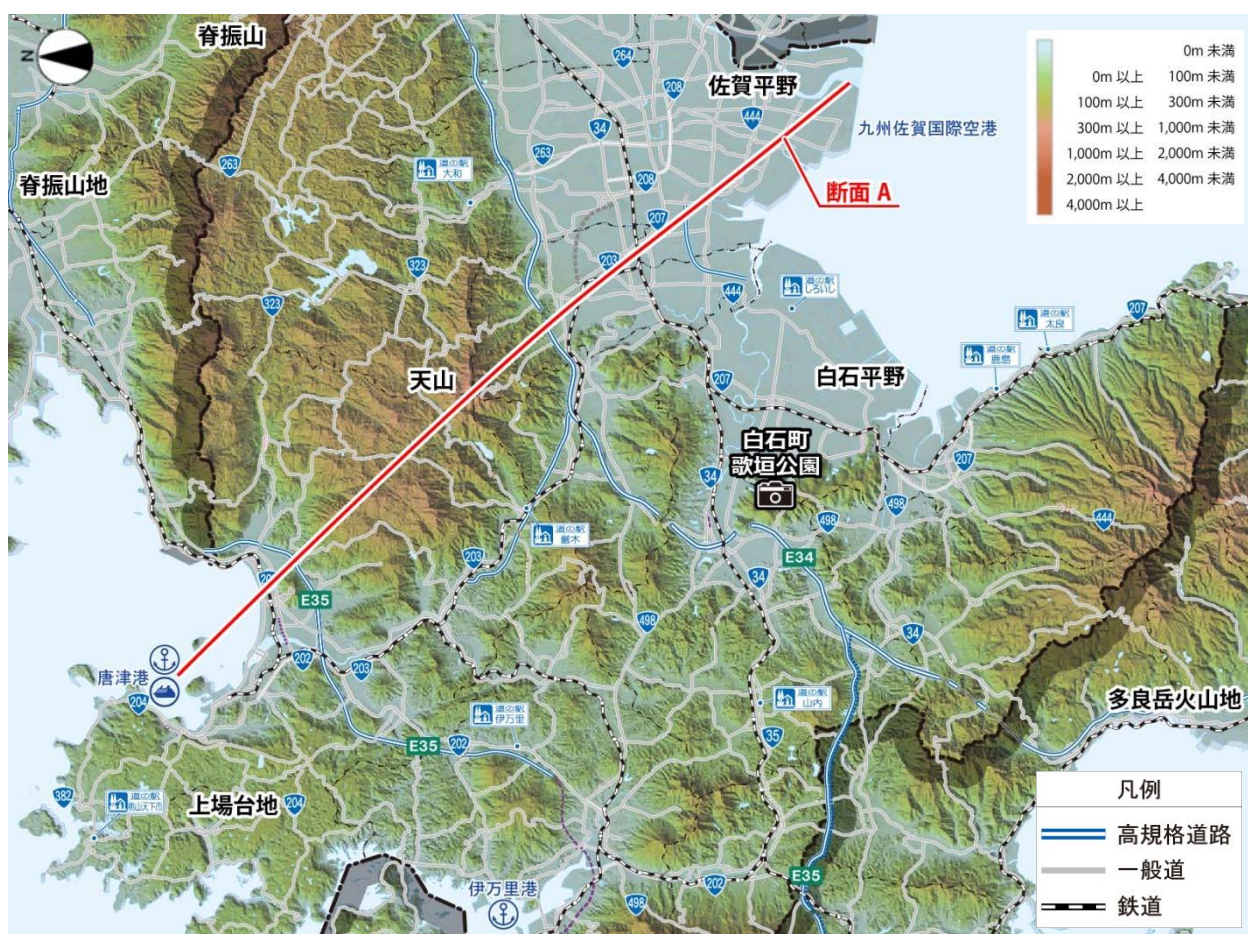 脊振山
N
264
208
佐賀平野
444
34
263
九州佐賀国際空港
263
道の駅
大和
脊振山地
208
断面 A
207
203
323
444
道の駅
しろいし
323
道の駅
太良
207
道の駅
鹿島
天山
207
白石平野
白石町
歌垣公園
34
207
498
498
444
道の駅
厳木
203
E34
E35
34
498
34
202
203
唐津港
204
道の駅
伊万里
道の駅
山内
多良岳火山地
E35
202
35
382
上場台地
204
伊万里港
202
E35
498
0m 未満
0m 以上 100m 未満
100m 以上 300m 未満
300m 以上 1,000m 未満
1,000m 以上 2,000m 未満
2,000m 以上 4,000m 未満
4,000m 以上
凡例
高規格道路
一般道
鉄道